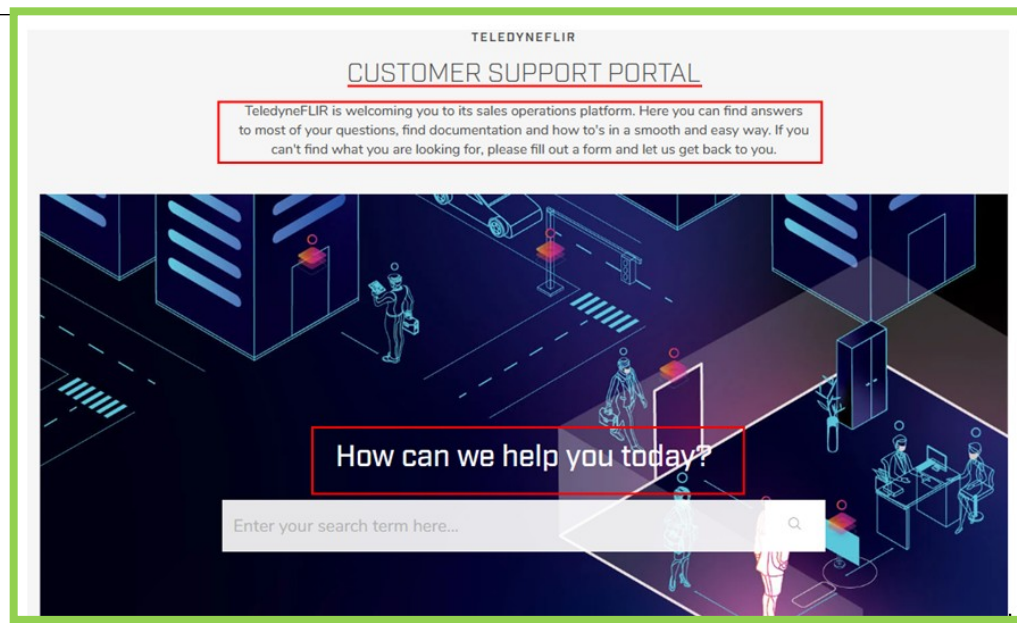 TELEDYNEFLIR
CUSTOMER SUPPORT PORTAL
TeledyneFLIR is welcoming you to its sales operations platform. Here you can find answers
to most of your questions, find documentation and how to's in a smooth and easy way. If you
can't find what you are looking for, please fill out a form and let us get back to you.
How can we help you today?
Enter your search term here...